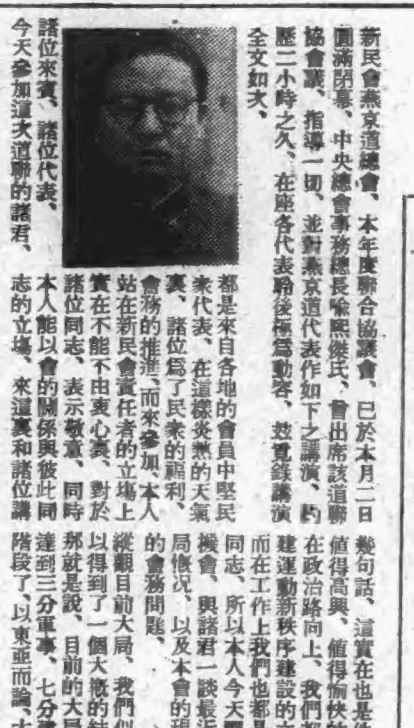 新民會燕京道總會、本年度聯合協議會、已於本月二日
圓滿閉幕、中央總會事務總長喩熙傑氏、曾出席該道聯
協會議、指導一切、並對燕京道代表作如下之講演、約
歷二小時之久、在座各代表聆後極爲動容、玆覓錄講演
全文如次、
諸位來賓、諸位代表、
今天參加這次道聯的諸君、
都是來自各地的會員中堅民
衆代表、在這樣炎熱的天氣
裏、諸位爲了民衆的福利、
會務的推進、而來參加、本人
站在新民會責任者的立塲上
實在不能不由衷心裏、對於
諸位同志、表示敬意、同時
本人能以會的關係與彼此同
志的立塲、來這裏和諸位講
幾句話、這實在也是
値得高興、値得愉快
在政治路向上、我們都
建運動新秩序建設的
而在工作上我們也都是
同志、所以本人今天
機會、與諸君一談最近
局槪況、以及本會的現
的會務問題、
縱觀目前大局、我們似
以得到了一個大槪的結
那就是說、目前的大局
達到三分軍事、七分
階段了、以東亞而論、